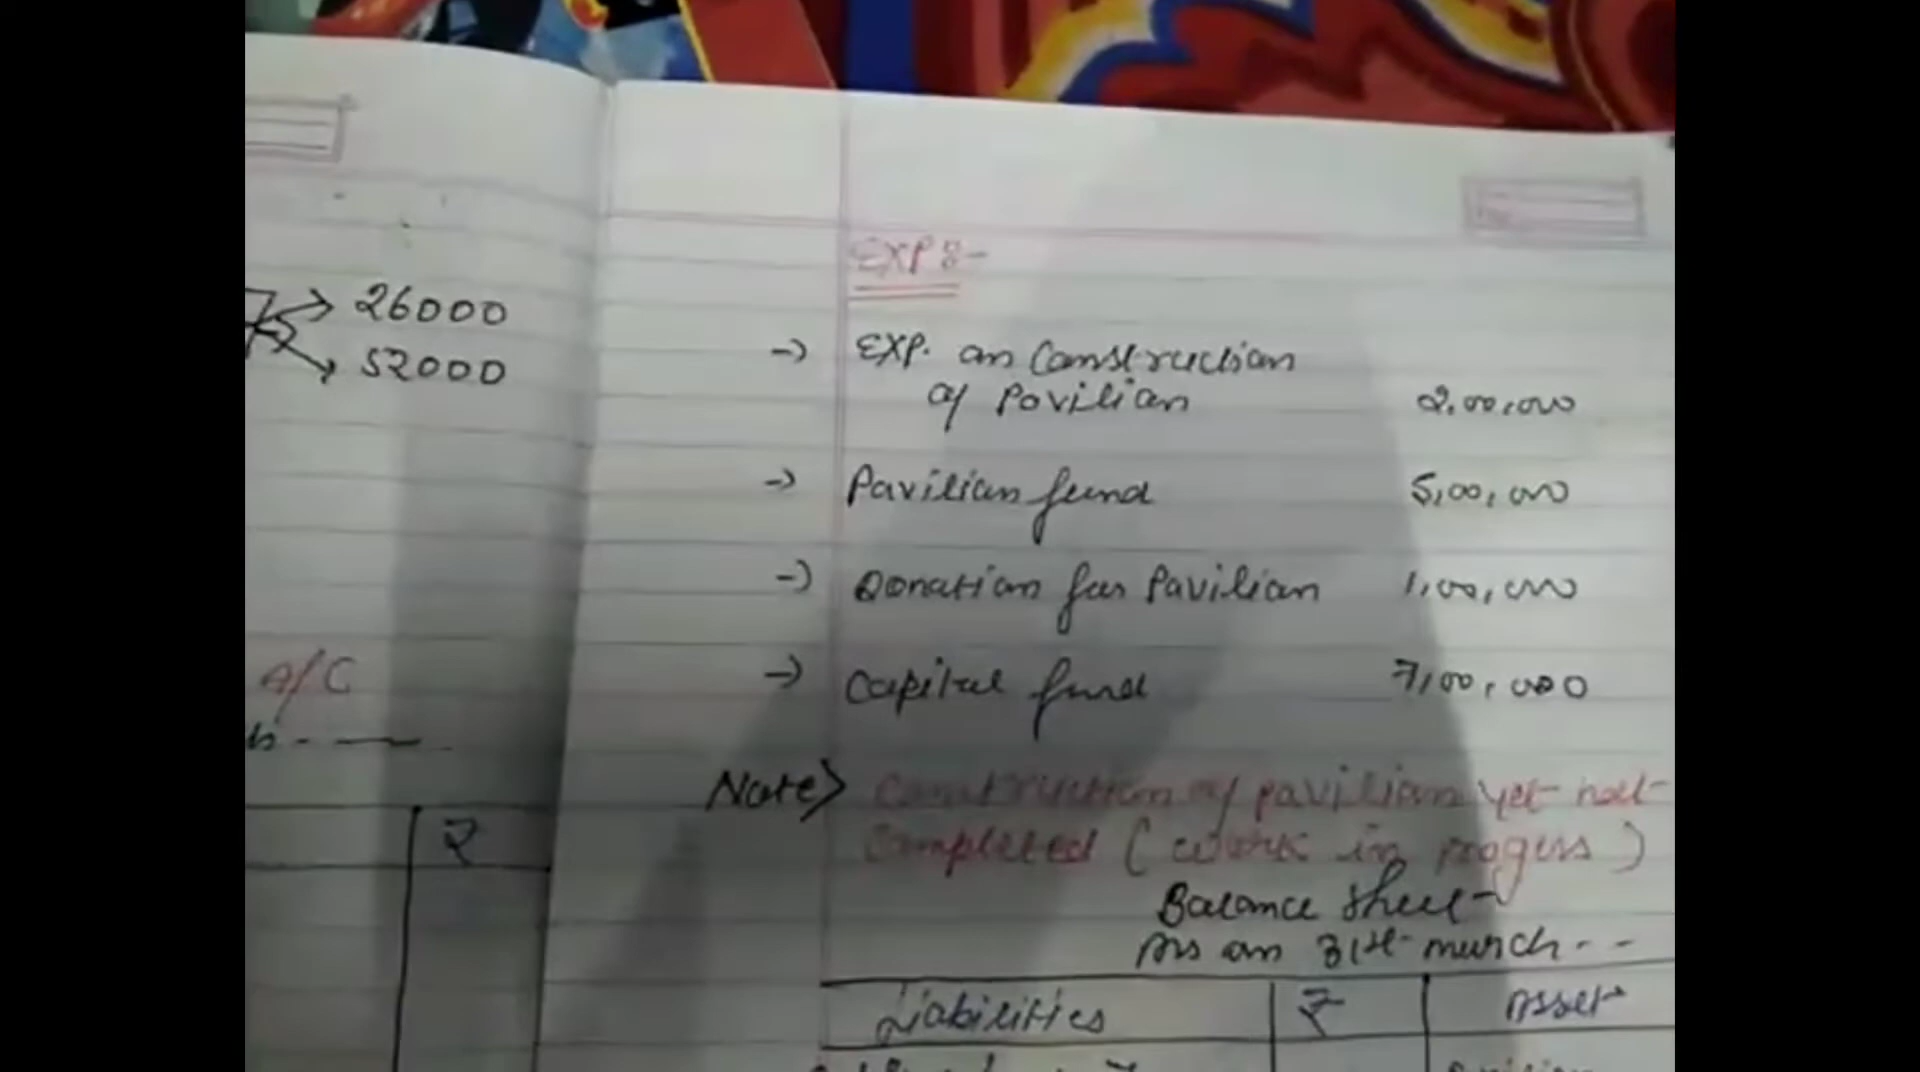 26000
52000
A/C
₹
EXP :-
→ EXP. on Construction
of Pavilian 2,00,000
→ Pavilian fund 5,00,000
→ Donation for Pavilian 1,00,000
→ Capital fund 7,00,000
Note> Construction of pavilian yet not
Completed (work in progess)
Balance Sheet
As on 31st march--
Liabilities ₹ Asset